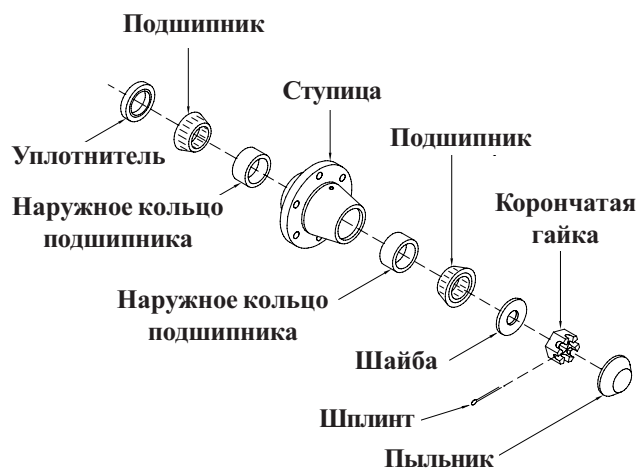 Подшипник
Ступица
Подшипник
Уплотнитель
Корончатая
гайка
Наружное кольцо
подшипника
Наружное кольцо
подшипника
Шайба
Шплинт
Пыльник